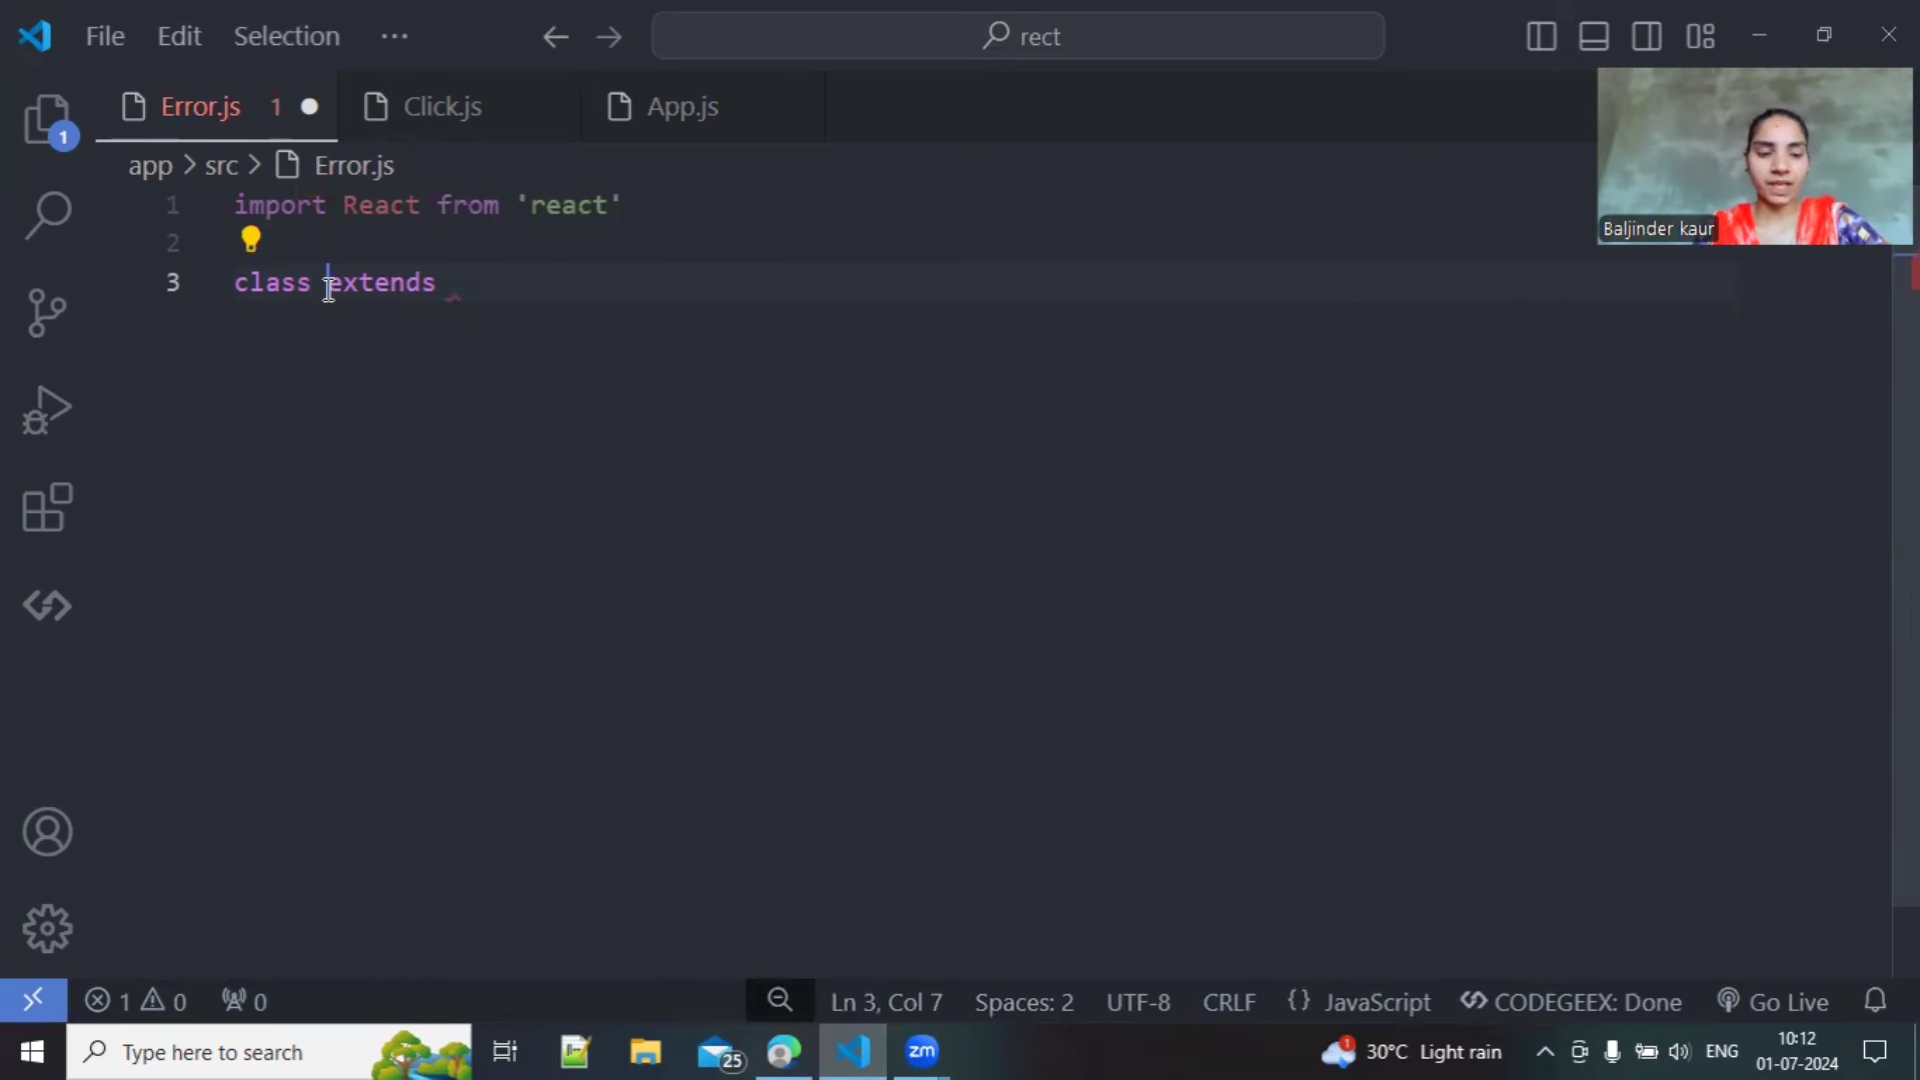 File Edit Selection ··· rect
Error.js 1 Click.js App.js
Baljinder kaur
app > src > Error.js
1 import React from 'react'
2
3 class extends
1
1 0 0 Ln 3, Col 7 Spaces: 2 UTF-8 CRLF {} JavaScript CODEGEEX: Done Go Live
Type here to search 25 zm 1 30°C Light rain ENG 10:12
01-07-2024